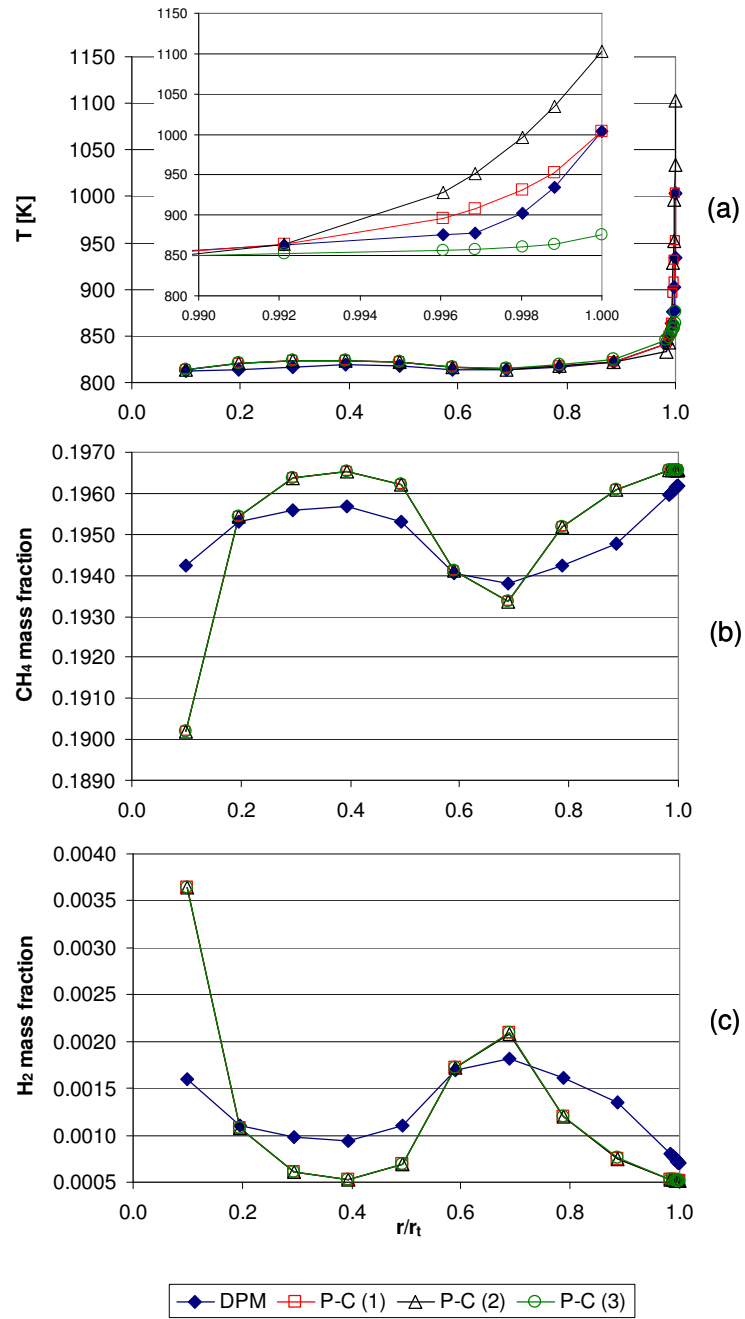 1150
1100
1050
1000
950
900
850
800
0.990 0.992 0.994 0.996 0.998 1.000
1150
1100
1050
1000
950
900
850
800
T [K]
0.0 0.2 0.4 0.6 0.8 1.0
(a)
0.1970
0.1960
0.1950
0.1940
0.1930
0.1920
0.1910
0.1900
0.1890
CH4 mass fraction
0.0 0.2 0.4 0.6 0.8 1.0
(b)
0.0040
0.0035
0.0030
0.0025
0.0020
0.0015
0.0010
0.0005
H2 mass fraction
0.0 0.2 0.4 0.6 0.8 1.0
r/rt
(c)
DPM P-C (1) P-C (2) P-C (3)